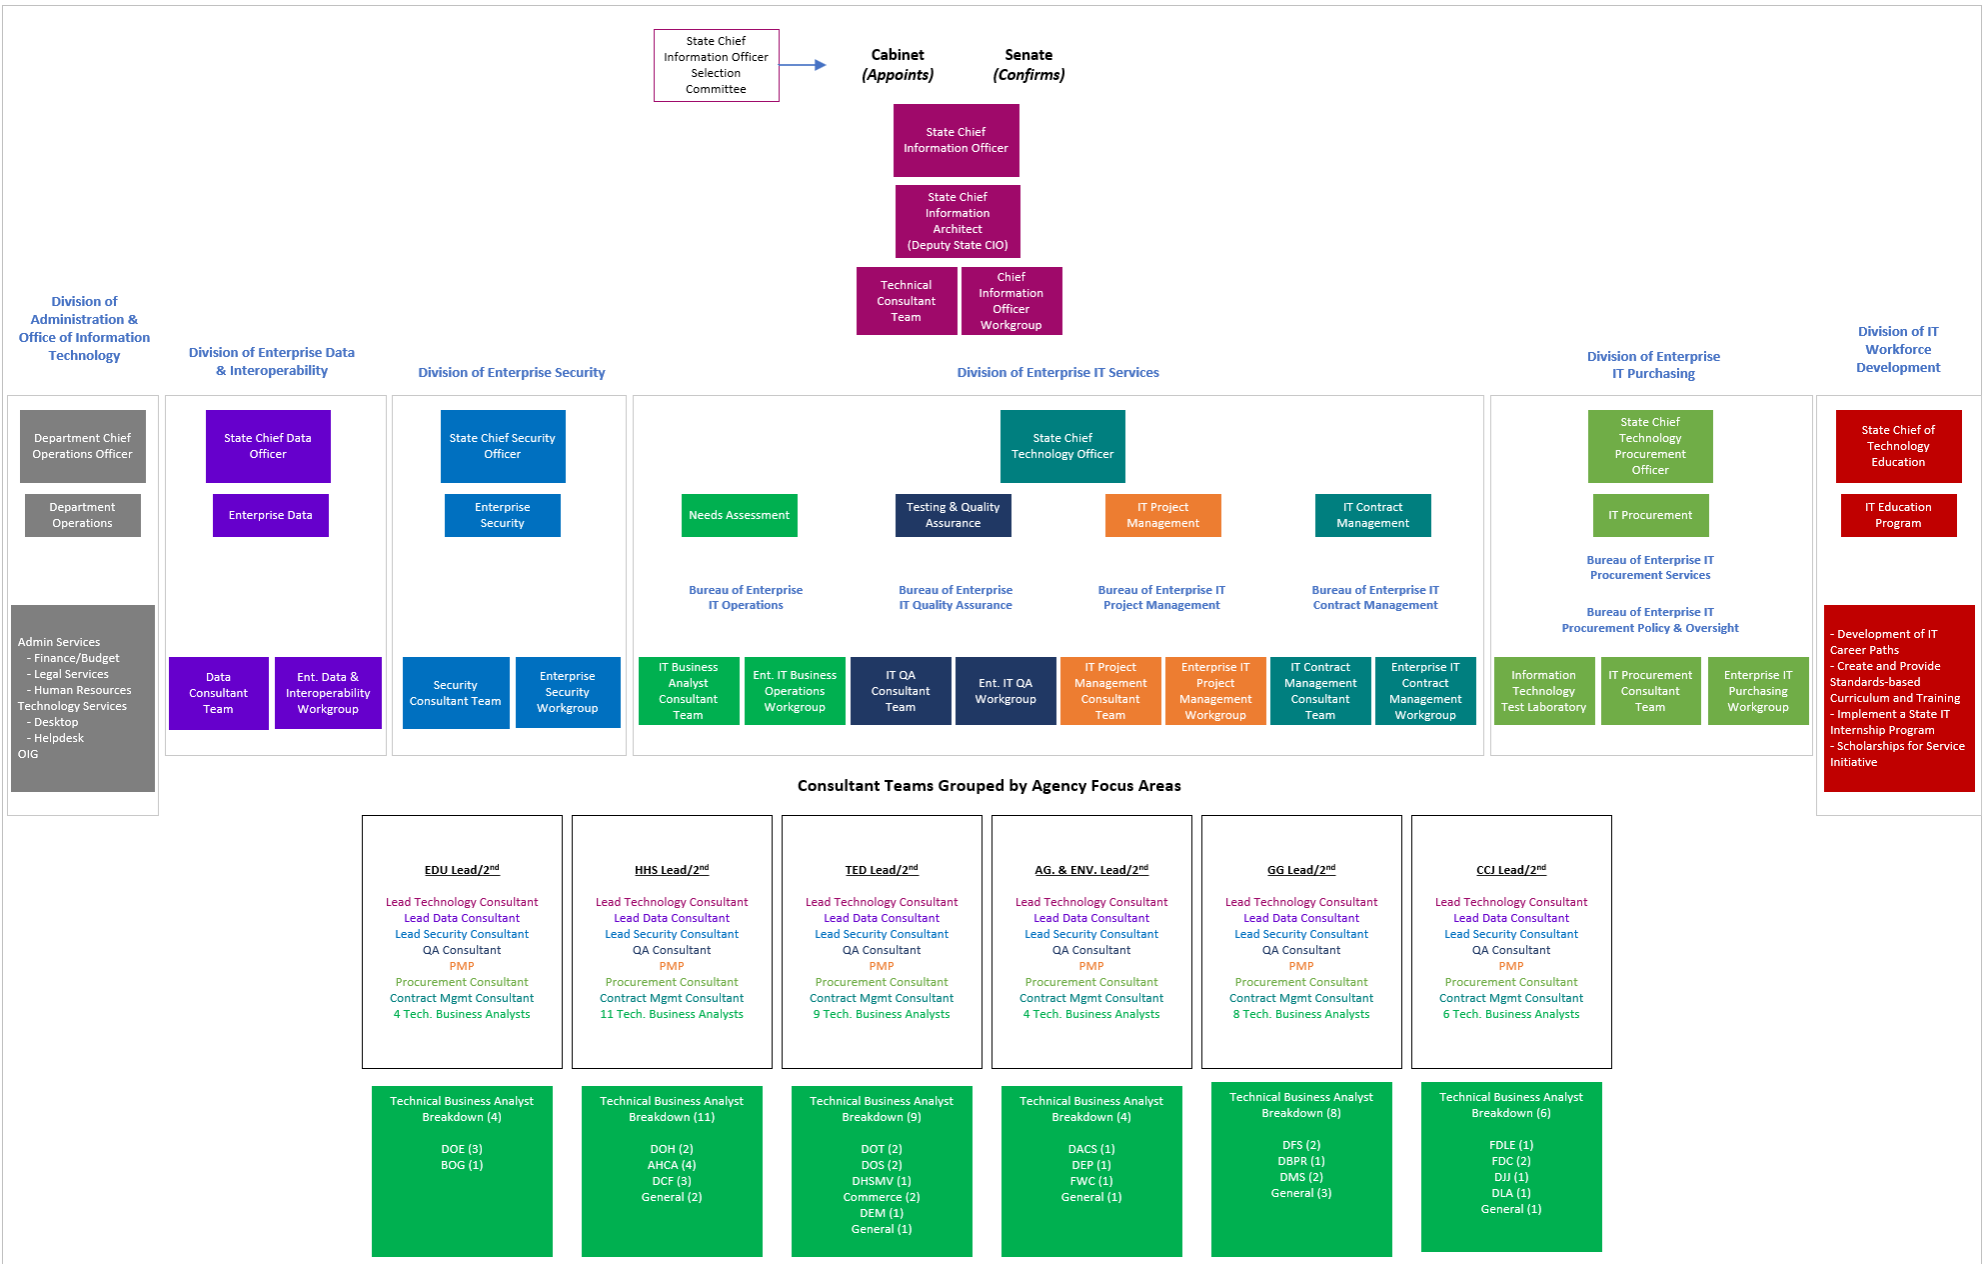 State Chief
Information Officer
Selection
Committee
Cabinet
(Appoints)
Senate
(Confirms)
State Chief
Information Officer
State Chief
Information
Architect
(Deputy State CIO)
Technical
Consultant
Team
Chief
Information
Officer
Workgroup
Division of
Administration &
Office of Information
Technology
Department Chief
Operations Officer
Department
Operations
Admin Services
- Finance/Budget
- Legal Services
- Human Resources
Technology Services
- Desktop
- Helpdesk
OIG
Division of Enterprise Data
& Interoperability
State Chief Data
Officer
Enterprise Data
Data
Consultant
Team
Ent. Data &
Interoperability
Workgroup
Division of Enterprise Security
State Chief Security
Officer
Enterprise
Security
Security
Consultant Team
Enterprise
Security
Workgroup
Division of Enterprise IT Services
State Chief
Technology Officer
Needs Assessment
Bureau of Enterprise
IT Operations
IT Business
Analyst
Consultant
Team
Ent. IT Business
Operations
Workgroup
Testing & Quality
Assurance
Bureau of Enterprise
IT Quality Assurance
IT QA
Consultant
Team
Ent. IT QA
Workgroup
IT Project
Management
Bureau of Enterprise IT
Project Management
IT Project
Management
Consultant
Team
Enterprise IT
Project
Management
Workgroup
IT Contract
Management
Bureau of Enterprise IT
Contract Management
IT Contract
Management
Consultant
Team
Enterprise IT
Contract
Management
Workgroup
Division of Enterprise
IT Purchasing
State Chief
Technology
Procurement
Officer
IT Procurement
Bureau of Enterprise IT
Procurement Services
Bureau of Enterprise IT
Procurement Policy & Oversight
Information
Technology
Test Laboratory
IT Procurement
Consultant
Team
Enterprise IT
Purchasing
Workgroup
Division of IT
Workforce
Development
State Chief of
Technology
Education
IT Education
Program
- Development of IT
Career Paths
- Create and Provide
Standards-based
Curriculum and Training
- Implement a State IT
Internship Program
- Scholarships for Service
Initiative
Consultant Teams Grouped by Agency Focus Areas
EDU Lead/2nd
Lead Technology Consultant
Lead Data Consultant
Lead Security Consultant
QA Consultant
PMP
Procurement Consultant
Contract Mgmt Consultant
4 Tech. Business Analysts
HHS Lead/2nd
Lead Technology Consultant
Lead Data Consultant
Lead Security Consultant
QA Consultant
PMP
Procurement Consultant
Contract Mgmt Consultant
11 Tech. Business Analysts
TED Lead/2nd
Lead Technology Consultant
Lead Data Consultant
Lead Security Consultant
QA Consultant
PMP
Procurement Consultant
Contract Mgmt Consultant
9 Tech. Business Analysts
AG. & ENV. Lead/2nd
Lead Technology Consultant
Lead Data Consultant
Lead Security Consultant
QA Consultant
PMP
Procurement Consultant
Contract Mgmt Consultant
4 Tech. Business Analysts
GG Lead/2nd
Lead Technology Consultant
Lead Data Consultant
Lead Security Consultant
QA Consultant
PMP
Procurement Consultant
Contract Mgmt Consultant
8 Tech. Business Analysts
CCJ Lead/2nd
Lead Technology Consultant
Lead Data Consultant
Lead Security Consultant
QA Consultant
PMP
Procurement Consultant
Contract Mgmt Consultant
6 Tech. Business Analysts
Technical Business Analyst
Breakdown (4)
DOE (3)
BOG (1)
Technical Business Analyst
Breakdown (11)
DOH (2)
AHCA (4)
DCF (3)
General (2)
Technical Business Analyst
Breakdown (9)
DOT (2)
DOS (2)
DHSMV (1)
Commerce (2)
DEM (1)
General (1)
Technical Business Analyst
Breakdown (4)
DACS (1)
DEP (1)
FWC (1)
General (1)
Technical Business Analyst
Breakdown (8)
DFS (2)
DBPR (1)
DMS (2)
General (3)
Technical Business Analyst
Breakdown (6)
FDLE (1)
FDC (2)
DJJ (1)
DLA (1)
General (1)